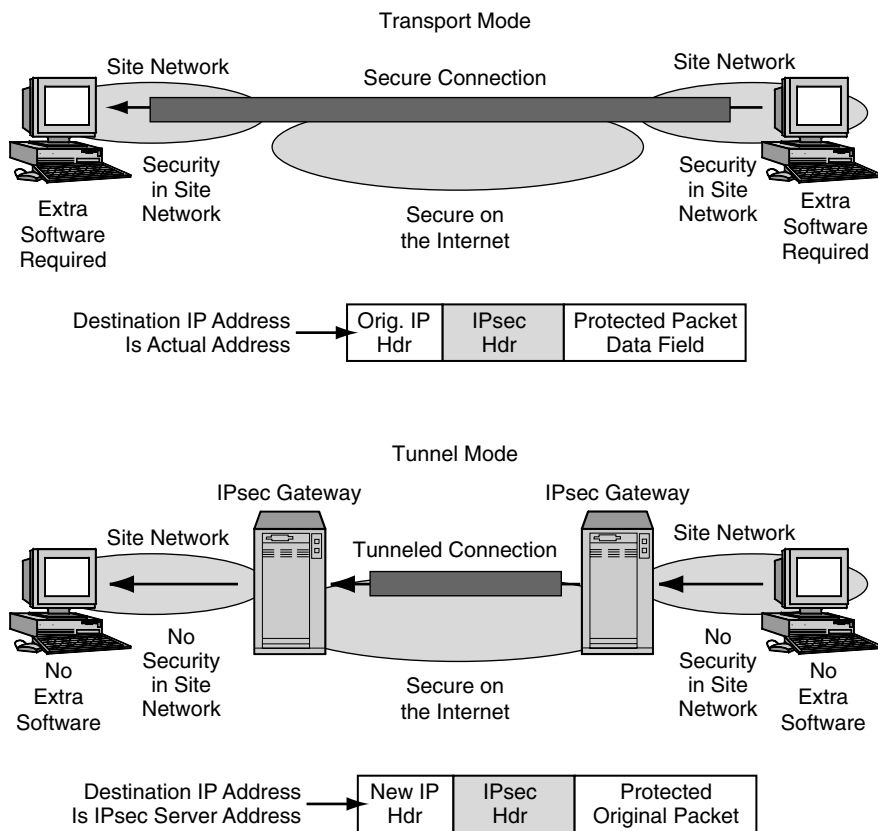 Transport Mode
Site Network
Secure Connection
Site Network
Security
in Site
Network
Secure on
the Internet
Security
in Site
Network
Extra
Software
Required
Extra
Software
Required
Destination IP Address
Is Actual Address
Orig. IP
Hdr
IPsec
Hdr
Protected Packet
Data Field
Tunnel Mode
IPsec Gateway
IPsec Gateway
Site Network
Tunneled Connection
Site Network
No
Extra
Software
No
Security
in Site
Network
Secure on
the Internet
No
Security
in Site
Network
No
Extra
Software
Destination IP Address
Is IPsec Server Address
New IP
Hdr
IPsec
Hdr
Protected
Original Packet